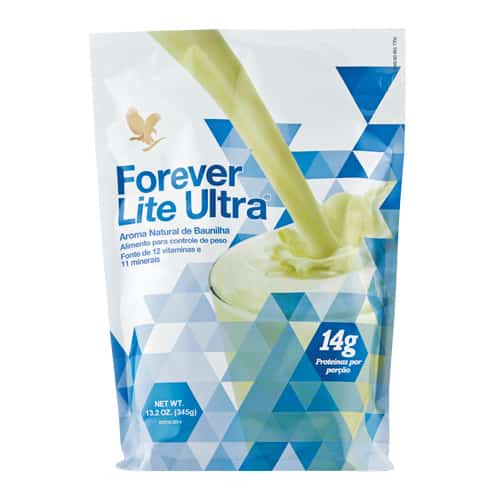 Forever
Lite Ultra®
Aroma Natural de Baunilha
Alimento para controle de peso
Fonte de 12 vitaminas e
11 minerais
14g
Proteínas por
porção
NET WT.
13.2 OZ. (345g)